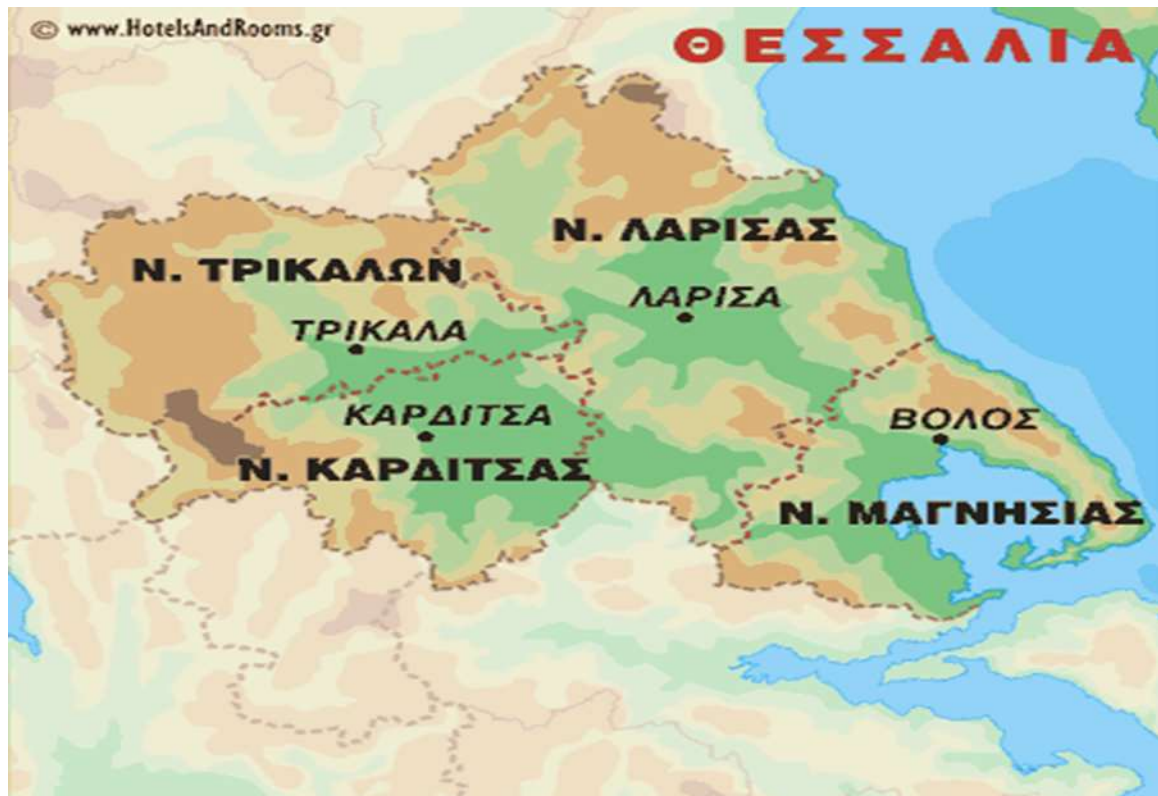 © www.HotelsAndRooms.gr
ΘΕΣΣΑΛΙΑ
Ν. ΛΑΡΙΣΑΣ
Ν. ΤΡΙΚΑΛΩΝ
ΛΑΡΙΣΑ
ΤΡΙΚΑΛΑ
ΚΑΡΔΙΤΣΑ
ΒΟΛΟΣ
Ν. ΚΑΡΔΙΤΣΑΣ
Ν. ΜΑΓΝΗΣΙΑΣ